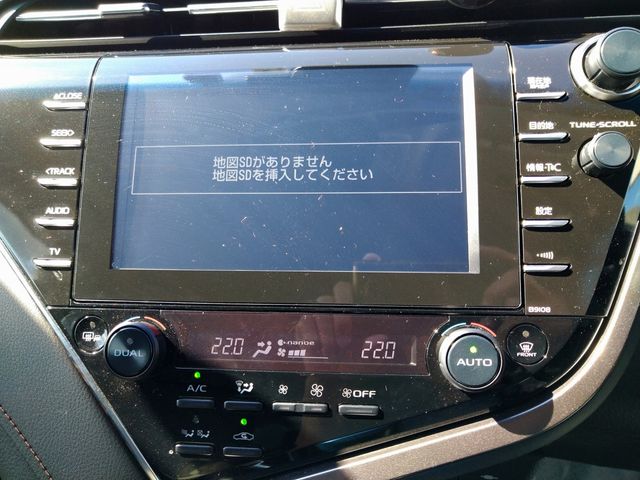 ⏏CLOSE
SEEK>
<TRACK
AUDIO
TV
地図SDがありません
地図SDを挿入してください
現在地
目的地
情報・TC
設定
TUNE・SCROLL
B9108
DUAL
22.0
nanoe
22.0
AUTO
FRONT
A/C
OFF